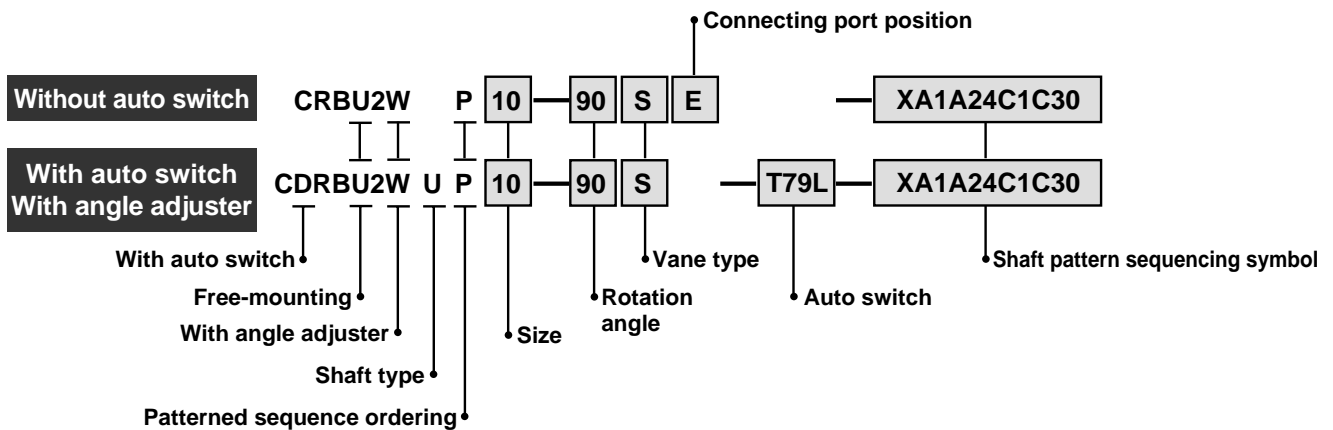 Connecting port position
Without auto switch CRBU2W P 10 — 90 S E — XA1A24C1C30
With auto switch
With angle adjuster
CDRBU2W U P 10 — 90 S — T79L — XA1A24C1C30
With auto switch
Vane type
Shaft pattern sequencing symbol
Free-mounting
Rotation
angle
Auto switch
With angle adjuster
Size
Shaft type
Patterned sequence ordering